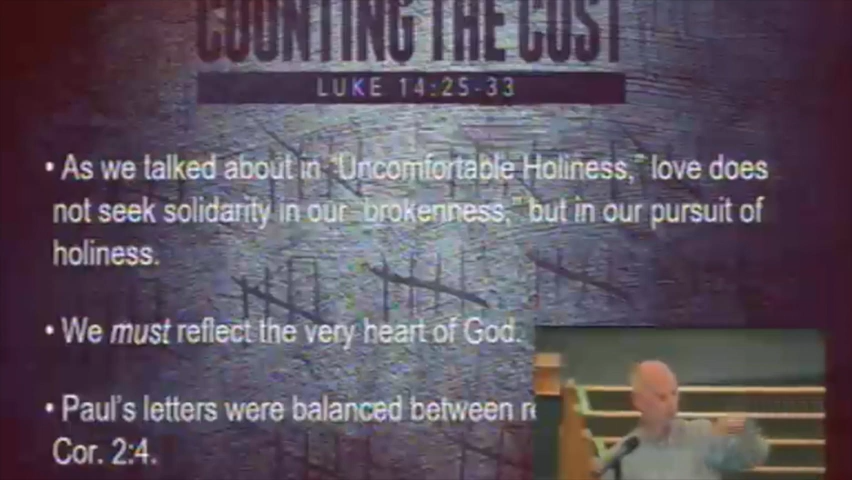 COUNTING THE COST
LUKE 14:25-33
• As we talked about in "Uncomfortable Holiness," love does
not seek solidarity in our "brokenness," but in our pursuit of
holiness.
• We must reflect the very heart of God.
• Paul's letters were balanced between
Cor. 2:4.